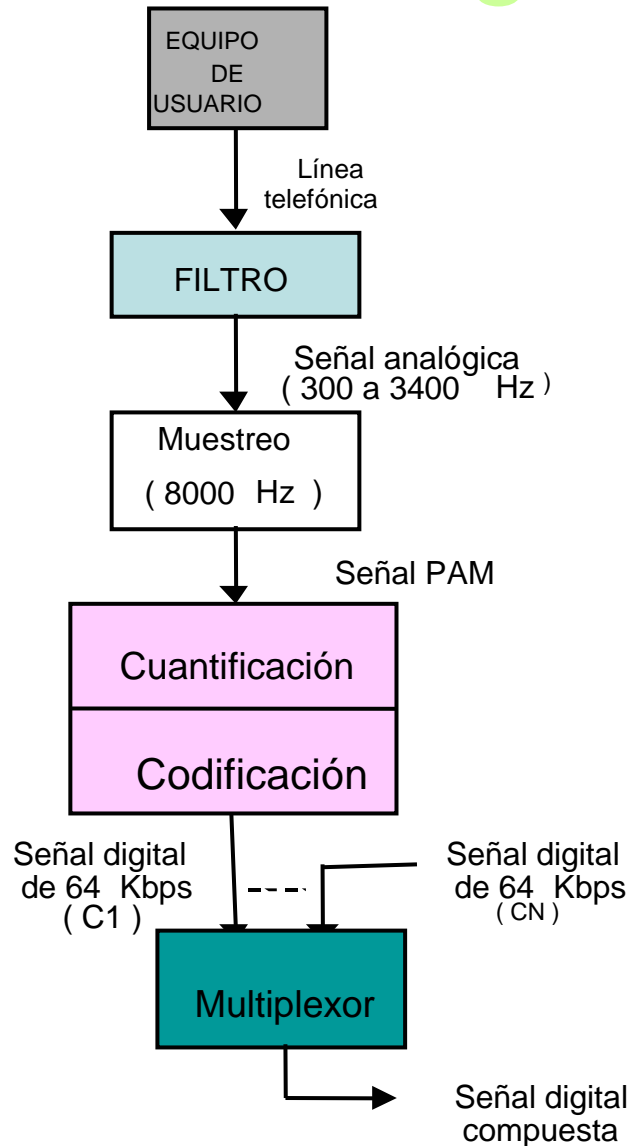 EQUIPO
DE
USUARIO
Línea
telefónica
FILTRO
Señal analógica
( 300 a 3400 Hz )
Muestreo
( 8000 Hz )
Señal PAM
Cuantificación
Codificación
Señal digital
de 64 Kbps
( C1 )
Señal digital
de 64 Kbps
( CN )
Multiplexor
Señal digital
compuesta